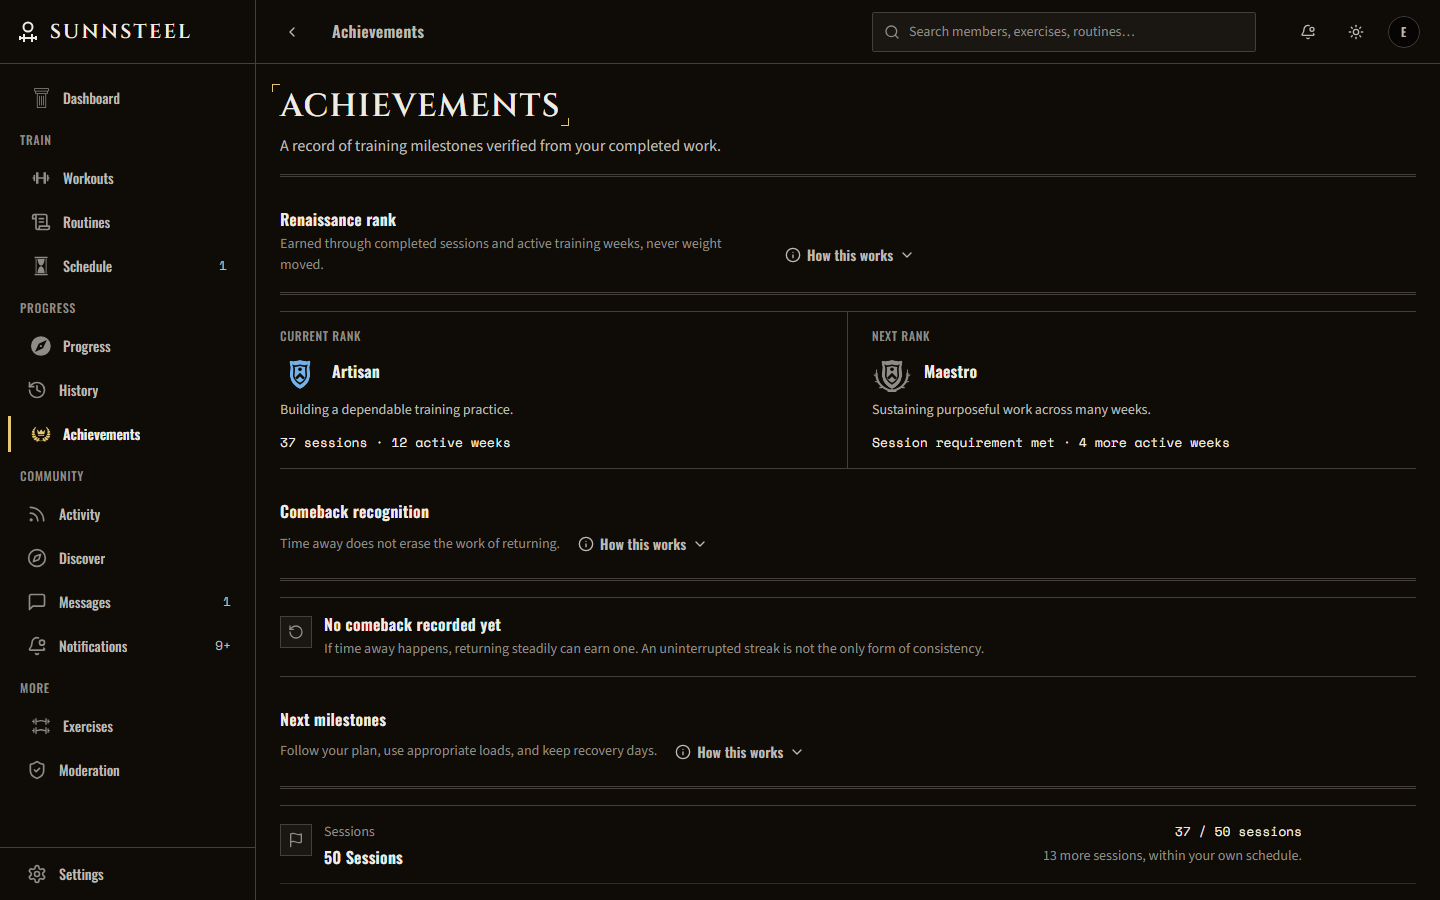 SUNNSTEEL
Achievements
Search members, exercises, routines…
E
Dashboard
TRAIN
Workouts
Routines
Schedule 1
PROGRESS
Progress
History
Achievements
COMMUNITY
Activity
Discover
Messages 1
Notifications 9+
MORE
Exercises
Moderation
Settings
ACHIEVEMENTS
A record of training milestones verified from your completed work.
Renaissance rank
Earned through completed sessions and active training weeks, never weight
moved.
How this works
CURRENT RANK
Artisan
Building a dependable training practice.
37 sessions · 12 active weeks
NEXT RANK
Maestro
Sustaining purposeful work across many weeks.
Session requirement met · 4 more active weeks
Comeback recognition
Time away does not erase the work of returning. How this works
No comeback recorded yet
If time away happens, returning steadily can earn one. An uninterrupted streak is not the only form of consistency.
Next milestones
Follow your plan, use appropriate loads, and keep recovery days. How this works
Sessions
50 Sessions
37 / 50 sessions
13 more sessions, within your own schedule.